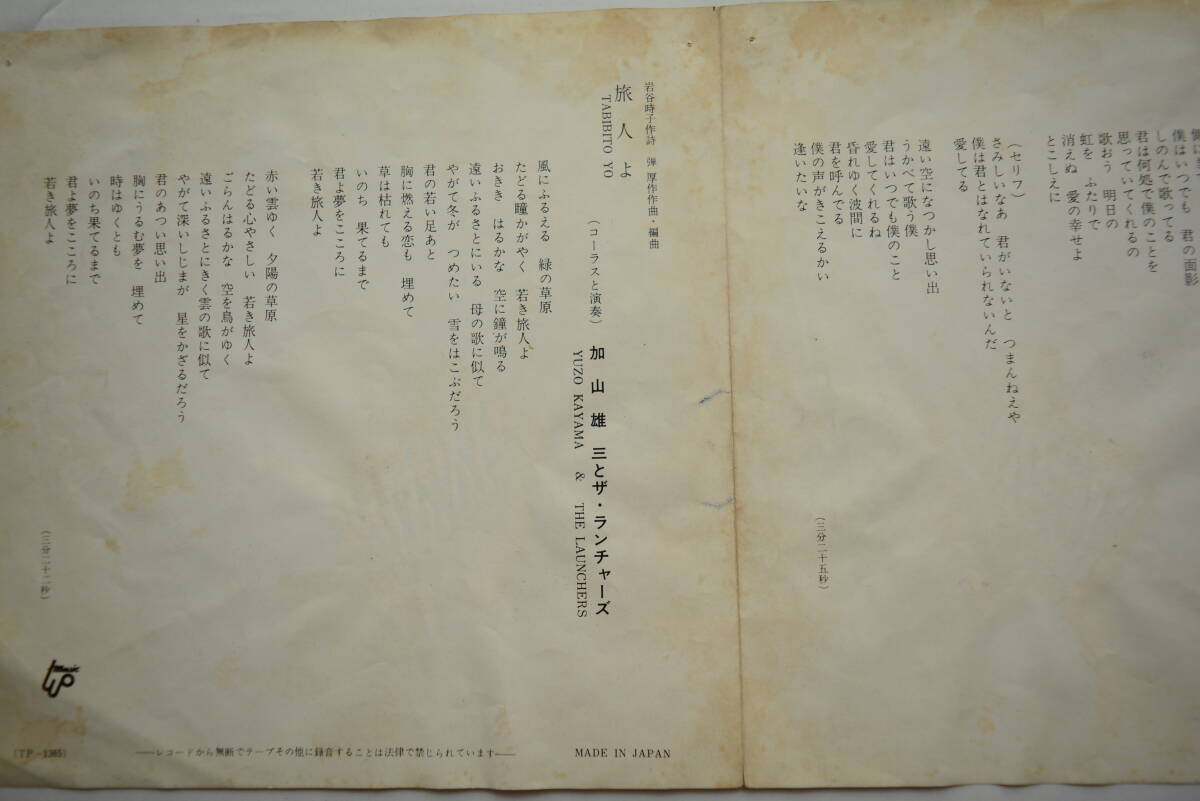 僕はいつでも 君の面影
しのんで歌ってる
君は何処で僕のことを
思っていてくれるの
歌おう 明日の
虹を ふたりで
消えぬ 愛の幸せよ
とこしえに
(セリフ)
さみしいなあ 君がいないと つまんねえや
僕は君とはなれていられないんだ
愛してる
遠い空になつかし思い出
うかべて歌う僕
君はいつでも僕のこと
愛してくれるね
昏れゆく波間に
君を呼んでる
僕の声がきこえるかい
逢いたいな
(三分二十五秒)
岩谷時子作詩 弾厚作作曲・編曲
旅人よ
TABIBITO YO
(コーラスと演奏) 加山雄三とザ・ランチャーズ
YUZO KAYAMA & THE LAUNCHERS
風にふるえる 緑の草原
たどる瞳かがやく 若き旅人よ
おきき はるかな 空に鐘が鳴る
遠いふるさとにいる 母の歌に似て
やがて冬が つめたい 雪をはこぶだろう
君の若い足あと
胸に燃える恋も 埋めて
草は枯れても
いのち 果てるまで
君よ夢をこころに
若き旅人よ
赤い雲ゆく 夕陽の草原
たどる心やさしい 若き旅人よ
ごらんはるかな 空を鳥がゆく
遠いふるさとにきく雲の歌に似て
やがて深いしじまが 星をかざるだろう
君のあつい思い出
胸にうるむ夢を 埋めて
時はゆくとも
いのち果てるまで
君よ夢をこころに
若き旅人よ
(三分二十二秒)
(TP-1365)
──レコードから無断でテープその他に録音することは法律で禁じられています──
MADE IN JAPAN